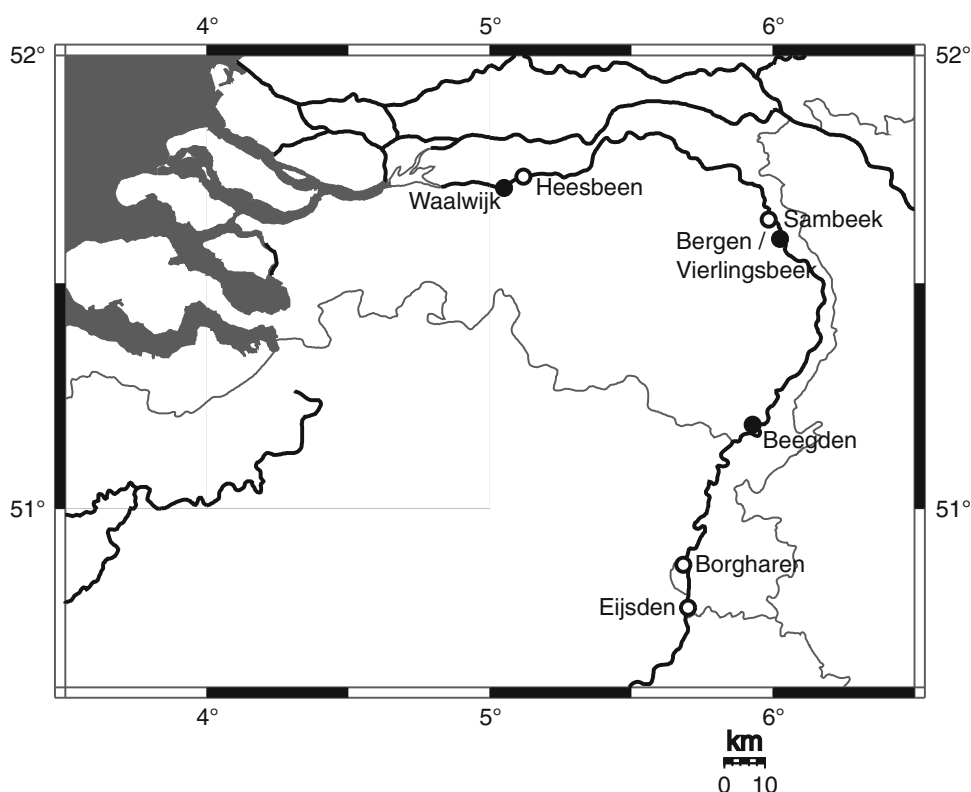 4° 5° 6°
52° 52°
Heesbeen
Waalwijk
Sambeek
Bergen /
Vierlingsbeek
Beegden
51° 51°
Borgharen
Eijsden
4° 5° 6°
km
0 10